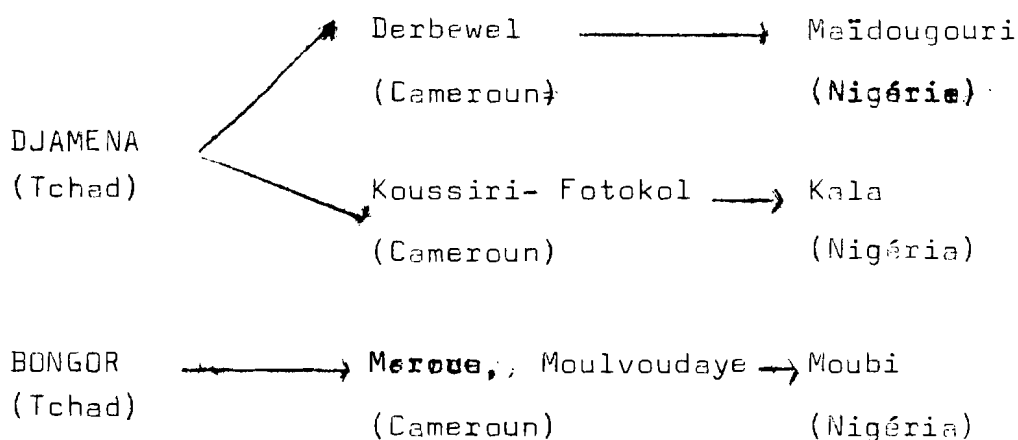 Derbewel ⟶ Maïdougouri
(Cameroun) (Nigéria)
DJAMENA
(Tchad)
Koussiri- Fotokol ⟶ Kala
(Cameroun) (Nigéria)
BONGOR ⟶ Maroua, Moulvoudaye ⟶ Moubi
(Tchad)
(Cameroun) (Nigéria)